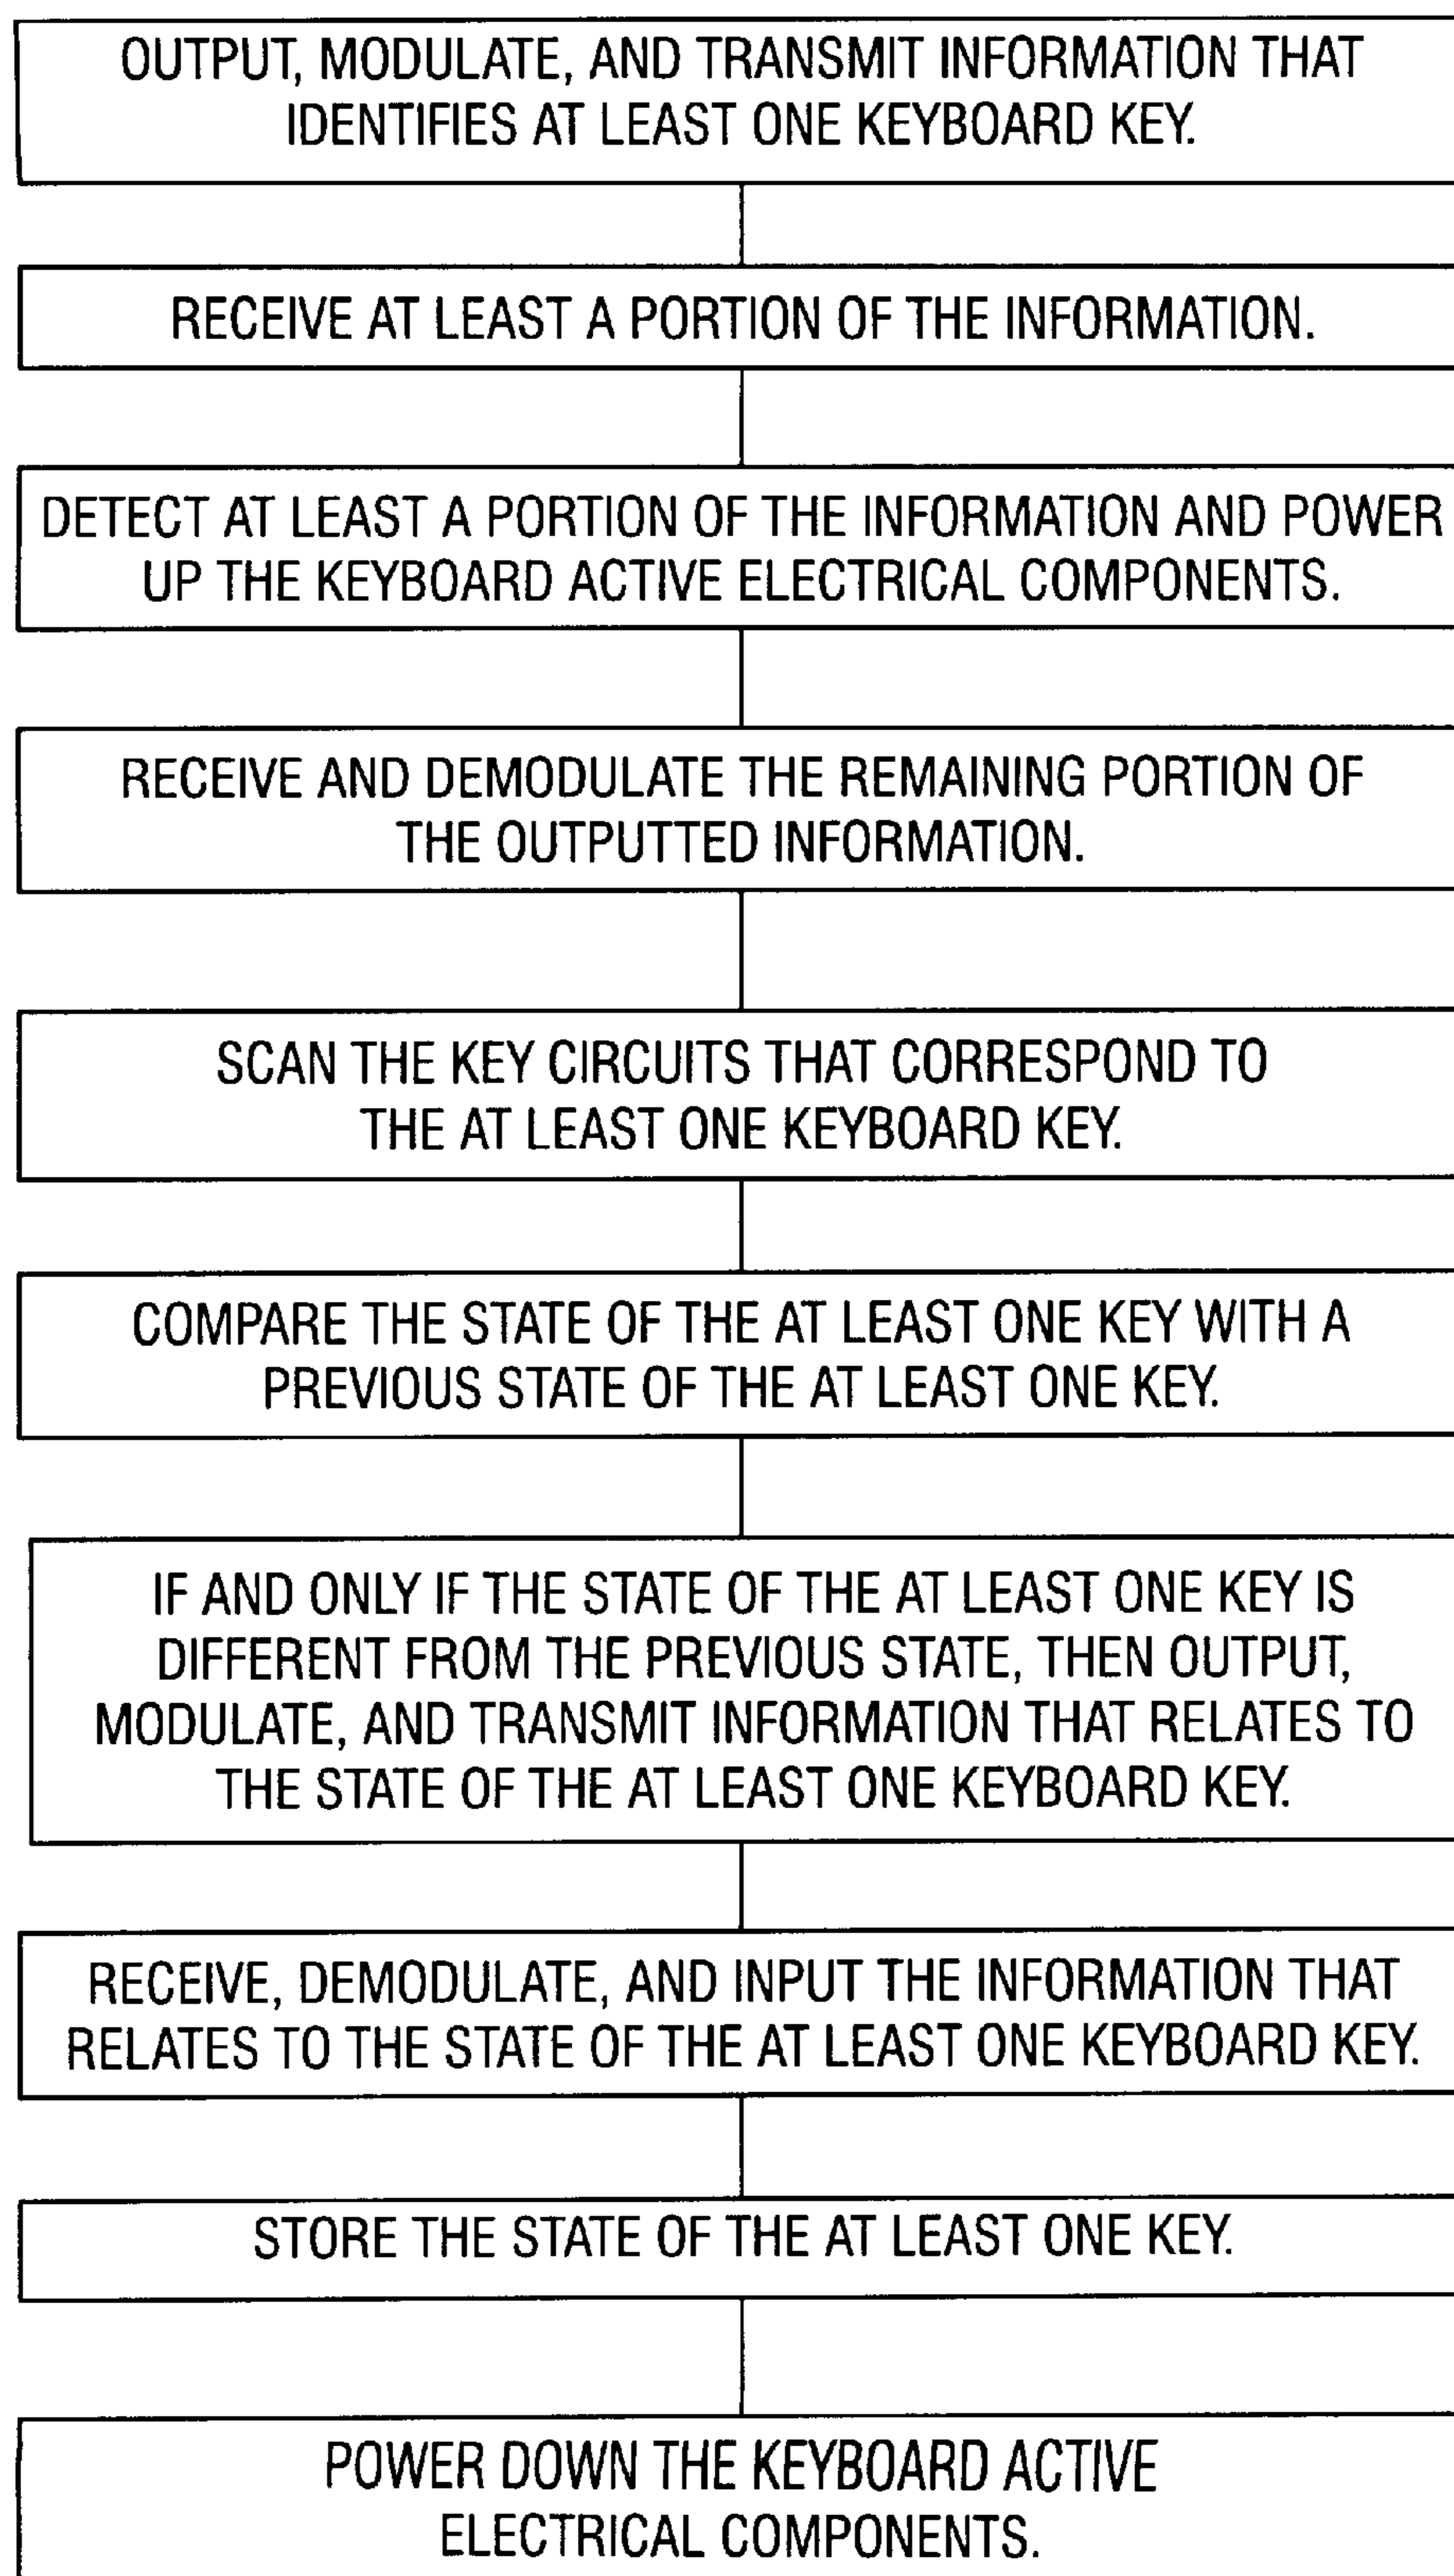 OUTPUT, MODULATE, AND TRANSMIT INFORMATION THAT
IDENTIFIES AT LEAST ONE KEYBOARD KEY.
RECEIVE AT LEAST A PORTION OF THE INFORMATION.
DETECT AT LEAST A PORTION OF THE INFORMATION AND POWER
UP THE KEYBOARD ACTIVE ELECTRICAL COMPONENTS.
RECEIVE AND DEMODULATE THE REMAINING PORTION OF
THE OUTPUTTED INFORMATION.
SCAN THE KEY CIRCUITS THAT CORRESPOND TO
THE AT LEAST ONE KEYBOARD KEY.
COMPARE THE STATE OF THE AT LEAST ONE KEY WITH A
PREVIOUS STATE OF THE AT LEAST ONE KEY.
IF AND ONLY IF THE STATE OF THE AT LEAST ONE KEY IS
DIFFERENT FROM THE PREVIOUS STATE, THEN OUTPUT,
MODULATE, AND TRANSMIT INFORMATION THAT RELATES TO
THE STATE OF THE AT LEAST ONE KEYBOARD KEY.
RECEIVE, DEMODULATE, AND INPUT THE INFORMATION THAT
RELATES TO THE STATE OF THE AT LEAST ONE KEYBOARD KEY.
STORE THE STATE OF THE AT LEAST ONE KEY.
POWER DOWN THE KEYBOARD ACTIVE
ELECTRICAL COMPONENTS.